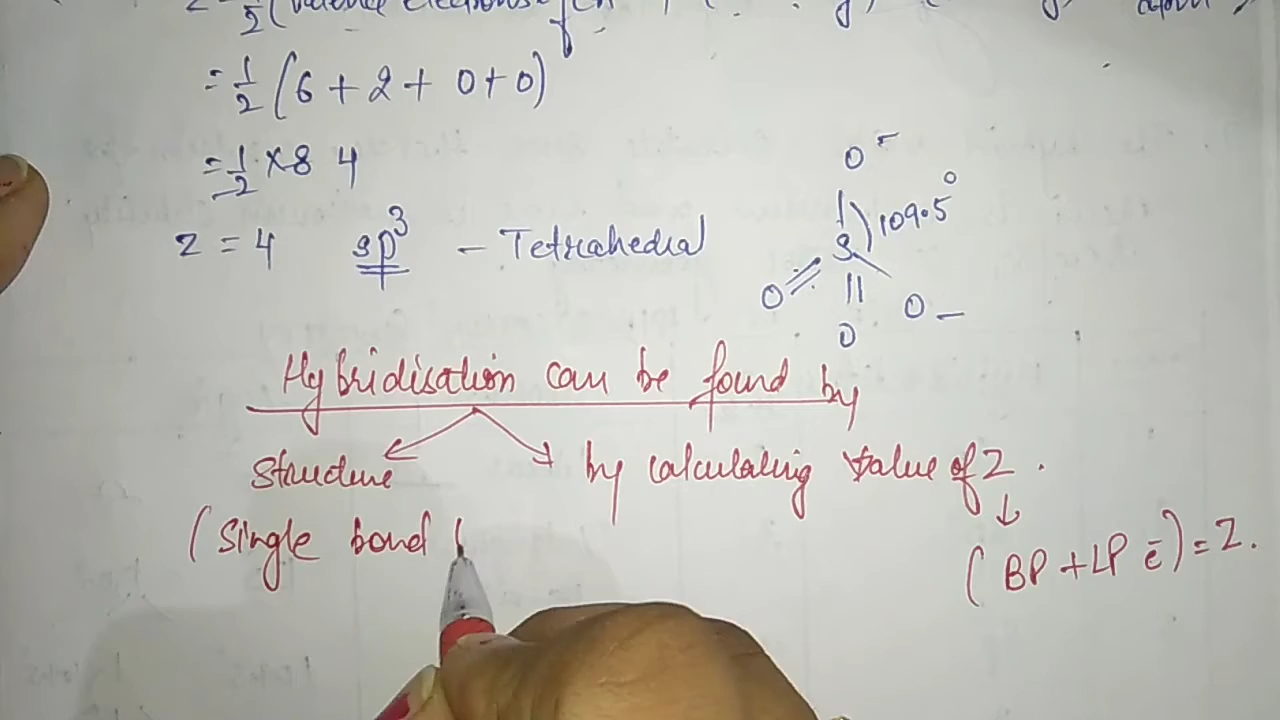 = 1/2 (6 + 2 + 0 + 0)
= 1/2 × 8 4
Z = 4 sp³ – Tetrahedral
O⁻
S 109.5°
O
O –
O
Hybridisation can be found by
Structure by calculating value of Z .
(Single bond (
(BP + LP ē) = Z.